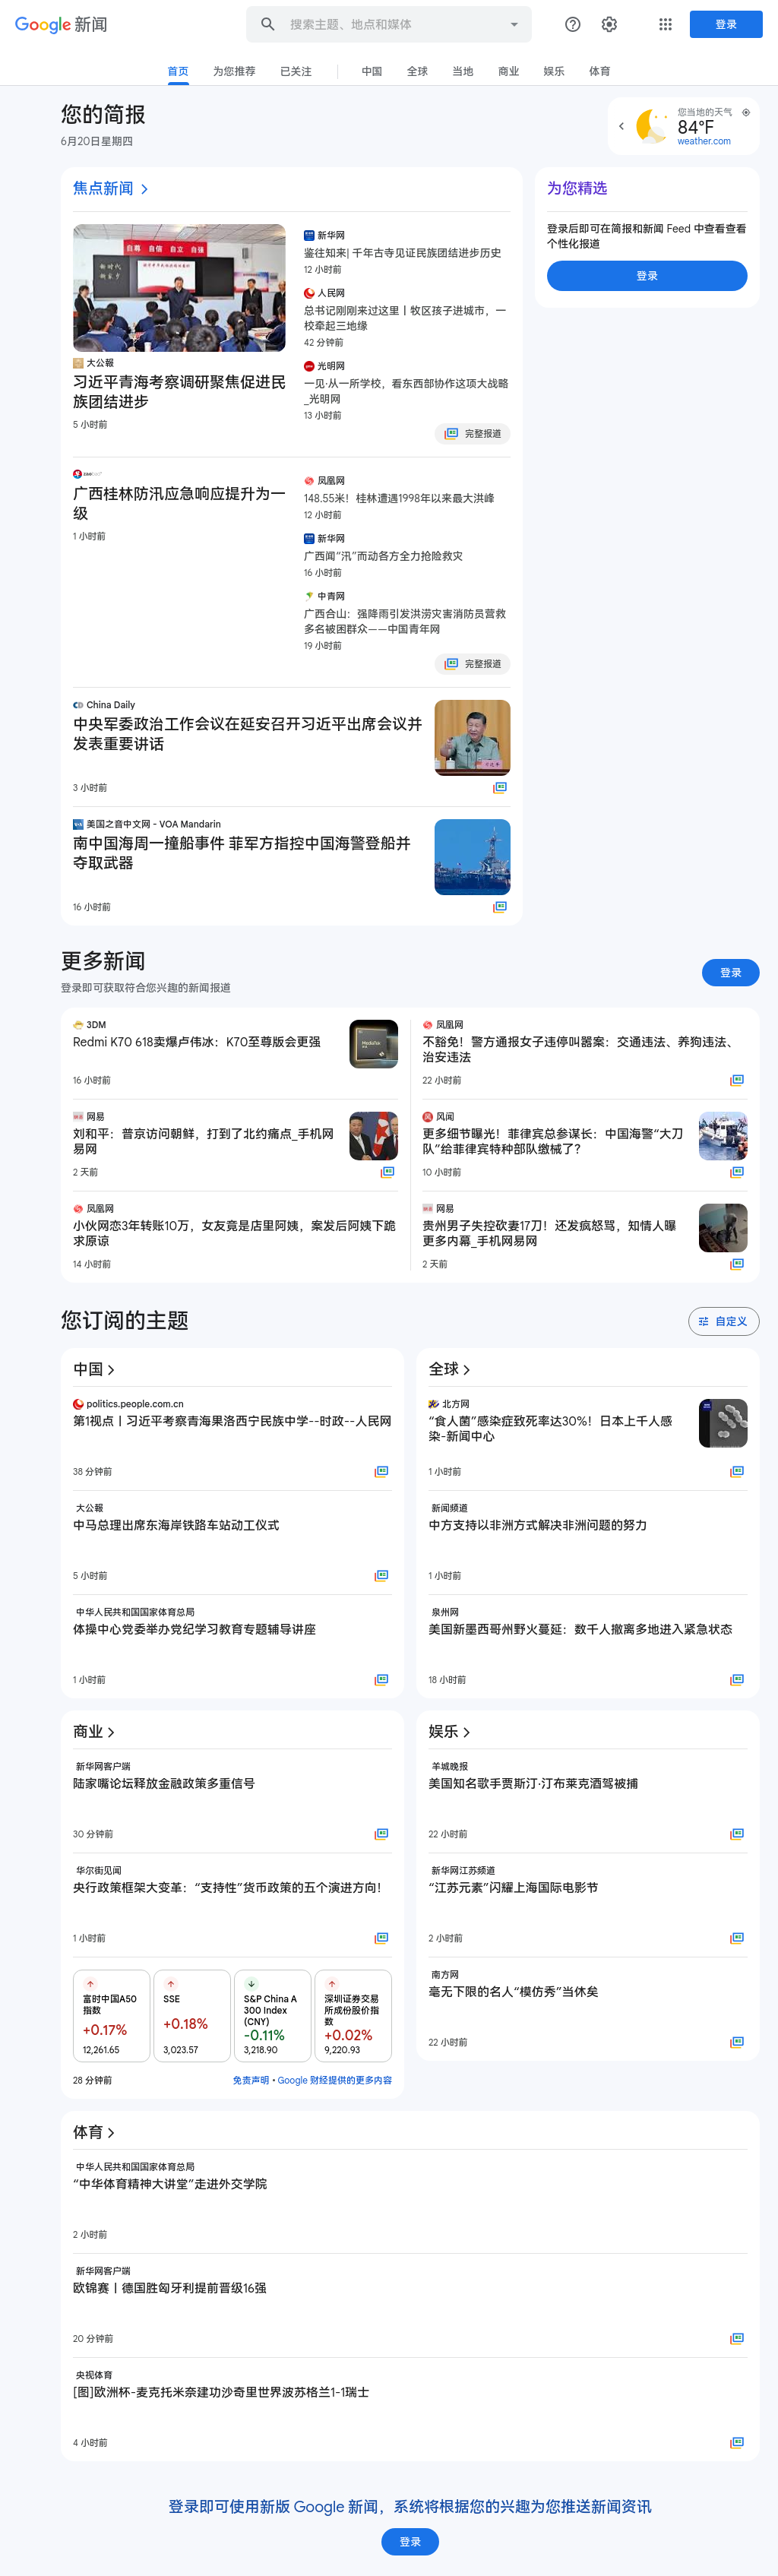 Google 新闻
搜索主题、地点和媒体
登录
首页 为您推荐 已关注 中国 全球 当地 商业 娱乐 体育
您的简报
6月20日星期四
您当地的天气
84°F
weather.com
焦点新闻
大公報
习近平青海考察调研聚焦促进民
族团结进步
5 小时前
新华网
鉴往知来| 千年古寺见证民族团结进步历史
12 小时前
人民网
总书记刚刚来过这里丨牧区孩子进城市，一
校牵起三地缘
42 分钟前
光明网
一见·从一所学校，看东西部协作这项大战略
_光明网
13 小时前
完整报道
广西桂林防汛应急响应提升为一
级
1 小时前
凤凰网
148.55米！桂林遭遇1998年以来最大洪峰
12 小时前
新华网
广西闻“汛”而动各方全力抢险救灾
16 小时前
中青网
广西合山：强降雨引发洪涝灾害消防员营救
多名被困群众——中国青年网
19 小时前
完整报道
China Daily
中央军委政治工作会议在延安召开习近平出席会议并
发表重要讲话
3 小时前
美国之音中文网 - VOA Mandarin
南中国海周一撞船事件 菲军方指控中国海警登船并
夺取武器
16 小时前
为您精选
登录后即可在简报和新闻 Feed 中查看查看
个性化报道
登录
更多新闻
登录即可获取符合您兴趣的新闻报道
登录
3DM
Redmi K70 618卖爆卢伟冰：K70至尊版会更强
16 小时前
凤凰网
不豁免！警方通报女子违停叫嚣案：交通违法、养狗违法、
治安违法
22 小时前
网易
刘和平：普京访问朝鲜，打到了北约痛点_手机网
易网
2 天前
风闻
更多细节曝光！菲律宾总参谋长：中国海警“大刀
队”给菲律宾特种部队缴械了？
10 小时前
凤凰网
小伙网恋3年转账10万，女友竟是店里阿姨，案发后阿姨下跪
求原谅
14 小时前
网易
贵州男子失控砍妻17刀！还发疯怒骂，知情人曝
更多内幕_手机网易网
2 天前
您订阅的主题
自定义
中国
politics.people.com.cn
第1视点丨习近平考察青海果洛西宁民族中学--时政--人民网
38 分钟前
大公報
中马总理出席东海岸铁路车站动工仪式
5 小时前
中华人民共和国国家体育总局
体操中心党委举办党纪学习教育专题辅导讲座
1 小时前
全球
北方网
“食人菌”感染症致死率达30%！日本上千人感
染-新闻中心
1 小时前
新闻频道
中方支持以非洲方式解决非洲问题的努力
1 小时前
泉州网
美国新墨西哥州野火蔓延：数千人撤离多地进入紧急状态
18 小时前
商业
新华网客户端
陆家嘴论坛释放金融政策多重信号
30 分钟前
华尔街见闻
央行政策框架大变革：“支持性”货币政策的五个演进方向！
1 小时前
富时中国A50
指数
+0.17%
12,261.65
SSE
+0.18%
3,023.57
S&P China A
300 Index
(CNY)
-0.11%
3,218.90
深圳证券交易
所成份股价指
数
+0.02%
9,220.93
28 分钟前
免责声明 • Google 财经提供的更多内容
娱乐
羊城晚报
美国知名歌手贾斯汀·汀布莱克酒驾被捕
22 小时前
新华网江苏频道
“江苏元素”闪耀上海国际电影节
2 小时前
南方网
毫无下限的名人“模仿秀”当休矣
22 小时前
体育
中华人民共和国国家体育总局
“中华体育精神大讲堂”走进外交学院
2 小时前
新华网客户端
欧锦赛丨德国胜匈牙利提前晋级16强
20 分钟前
央视体育
[图]欧洲杯-麦克托米奈建功沙奇里世界波苏格兰1-1瑞士
4 小时前
登录即可使用新版 Google 新闻，系统将根据您的兴趣为您推送新闻资讯
登录